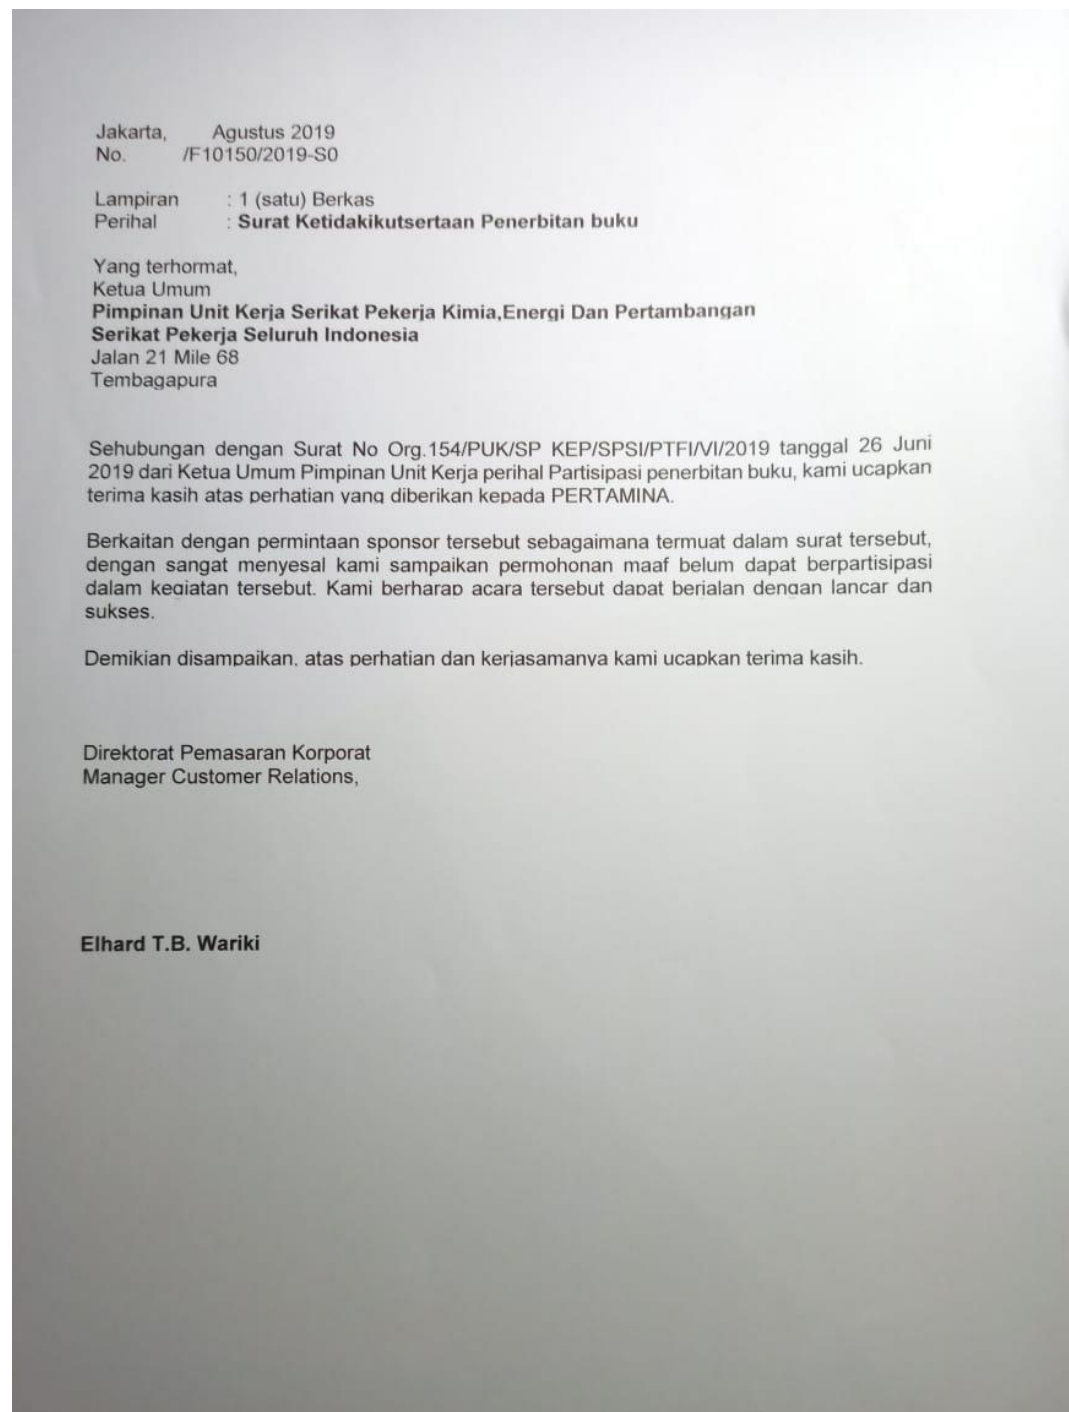 Jakarta, Agustus 2019
No. /F10150/2019-S0
Lampiran : 1 (satu) Berkas
Perihal : Surat Ketidakikutsertaan Penerbitan buku
Yang terhormat,
Ketua Umum
Pimpinan Unit Kerja Serikat Pekerja Kimia,Energi Dan Pertambangan
Serikat Pekerja Seluruh Indonesia
Jalan 21 Mile 68
Tembagapura
Sehubungan dengan Surat No Org.154/PUK/SP KEP/SPSI/PTFI/VI/2019 tanggal 26 Juni
2019 dari Ketua Umum Pimpinan Unit Kerja perihal Partisipasi penerbitan buku, kami ucapkan
terima kasih atas perhatian yang diberikan kepada PERTAMINA.
Berkaitan dengan permintaan sponsor tersebut sebagaimana termuat dalam surat tersebut,
dengan sangat menyesal kami sampaikan permohonan maaf belum dapat berpartisipasi
dalam kegiatan tersebut. Kami berharap acara tersebut dapat berjalan dengan lancar dan
sukses.
Demikian disampaikan, atas perhatian dan kerjasamanya kami ucapkan terima kasih.
Direktorat Pemasaran Korporat
Manager Customer Relations,
Elhard T.B. Wariki